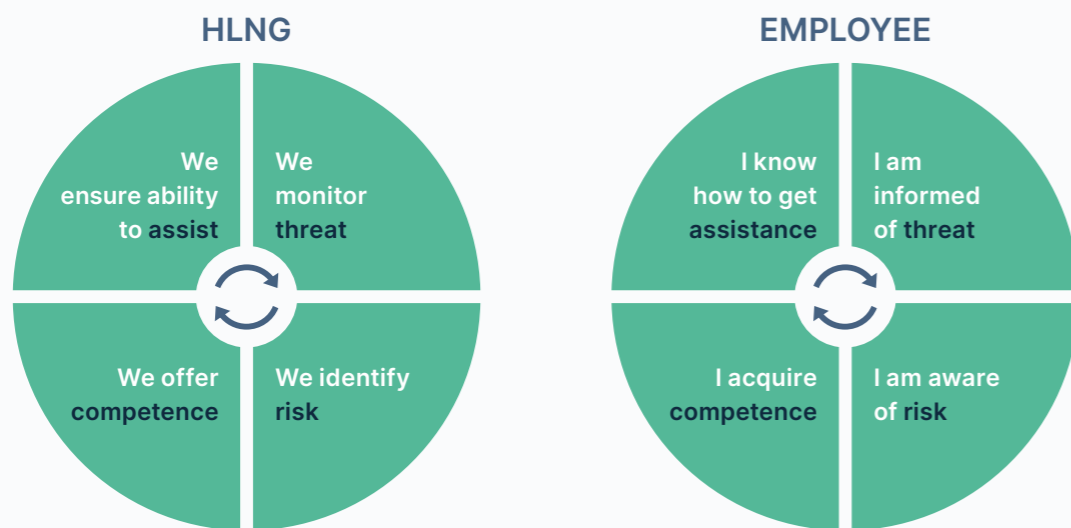 HLNG
We
ensure ability
to assist
We
monitor
threat
We offer
competence
We identify
risk
EMPLOYEE
I know
how to get
assistance
I am
informed
of threat
I acquire
competence
I am aware
of risk